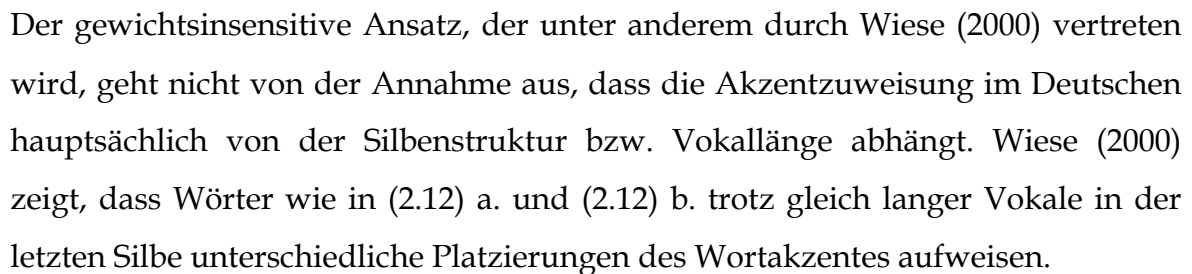 Der gewichtsinsensitive Ansatz, der unter anderem durch Wiese (2000) vertreten
wird, geht nicht von der Annahme aus, dass die Akzentzuweisung im Deutschen
hauptsächlich von der Silbenstruktur bzw. Vokallänge abhängt. Wiese (2000)
zeigt, dass Wörter wie in (2.12) a. und (2.12) b. trotz gleich langer Vokale in der
letzten Silbe unterschiedliche Platzierungen des Wortakzentes aufweisen.